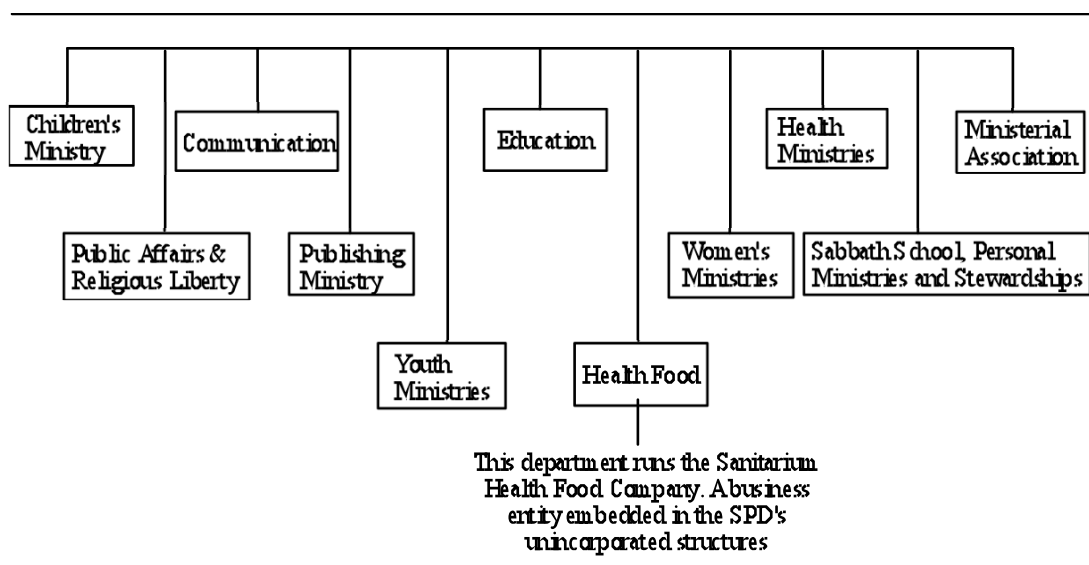 Children's
Ministry
Communication
Education
Health
Ministries
Ministerial
Association
Public Affairs &
Religious Liberty
Publishing
Ministry
Women's
Ministries
Sabbath School, Personal
Ministries and Stewardships
Youth
Ministries
Health Food
This department runs the Sanitarium
Health Food Company. A business
entity embedded in the SPD's
unincorporated structures